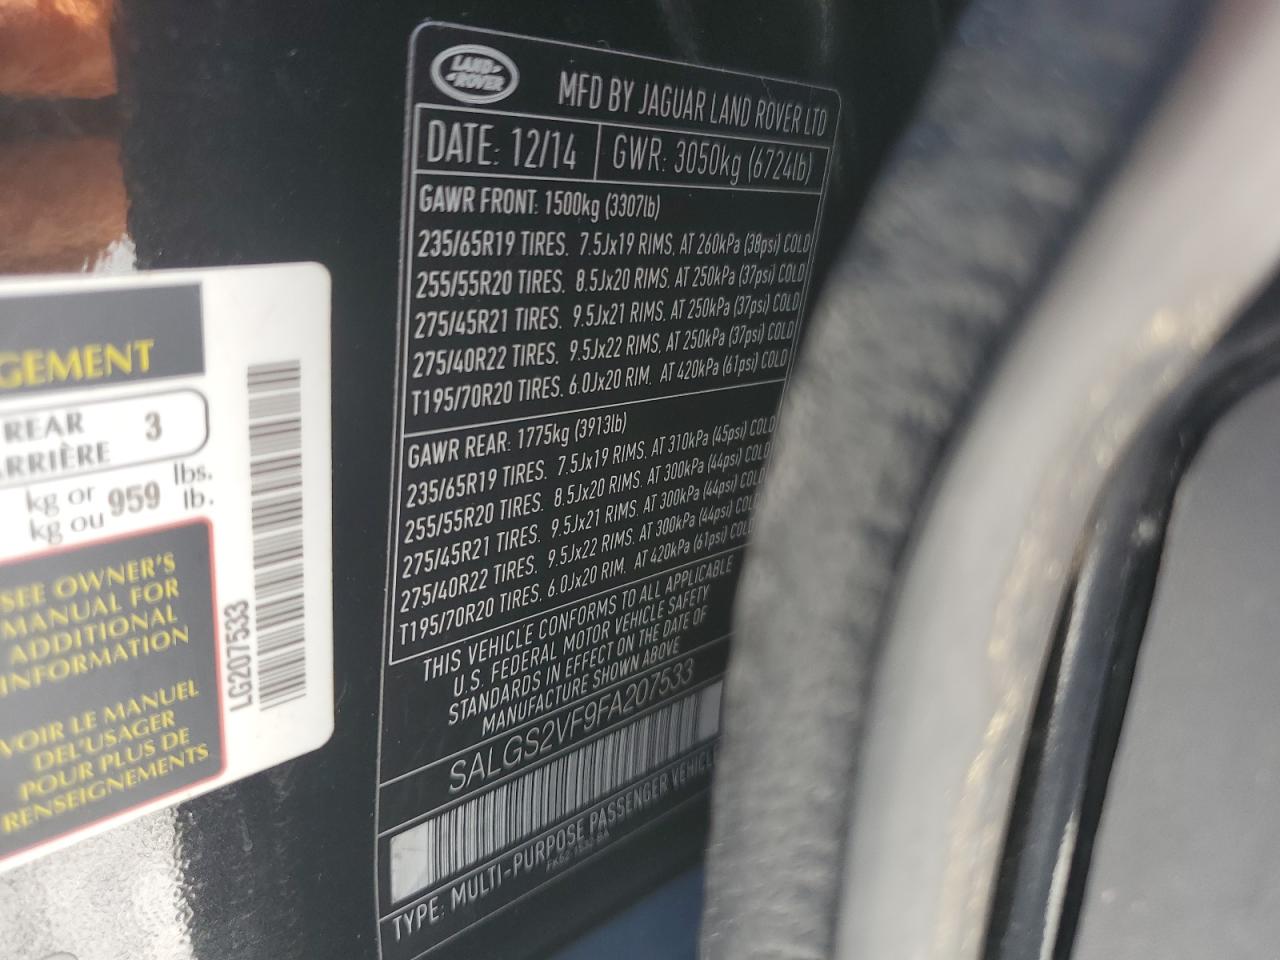 LAND
ROVER
MFD BY JAGUAR LAND ROVER LTD
DATE: 12/14 GWR: 3050kg (6724lb)
GAWR FRONT: 1500kg (3307lb)
235/65R19 TIRES. 7.5Jx19 RIMS, AT 260kPa (38psi) COLD
255/55R20 TIRES. 8.5Jx20 RIMS. AT 250kPa (37psi) COLD
275/45R21 TIRES. 9.5Jx21 RIMS. AT 250kPa (37psi) COLD
275/40R22 TIRES. 9.5Jx22 RIMS, AT 250kPa (37psi) COLD
T195/70R20 TIRES. 6.0Jx20 RIM. AT 420kPa (61psi) COLD
GAWR REAR: 1775kg (3913lb)
235/65R19 TIRES. 7.5Jx19 RIMS. AT 310kPa (45psi) COLD
255/55R20 TIRES. 8.5Jx20 RIMS. AT 300kPa (44psi) COLD
275/45R21 TIRES. 9.5Jx21 RIMS. AT 300kPa (44psi) COLD
275/40R22 TIRES. 9.5Jx22 RIMS. AT 300kPa (44psi) COL
T195/70R20 TIRES. 6.0Jx20 RIM. AT 420kPa (61psi) COL
THIS VEHICLE CONFORMS TO ALL APPLICABLE
U.S. FEDERAL MOTOR VEHICLE SAFETY
STANDARDS IN EFFECT ON THE DATE OF
MANUFACTURE SHOWN ABOVE
SALGS2VF9FA207533
TYPE: MULTI-PURPOSE PASSENGER VEHICLE
GEMENT
REAR 3
ARRIÈRE
kg or 959 lbs.
kg ou lb.
SEE OWNER'S
MANUAL FOR
ADDITIONAL
INFORMATION
VOIR LE MANUEL
DEL'USAGER
POUR PLUS DE
RENSEIGNEMENTS
LG207533